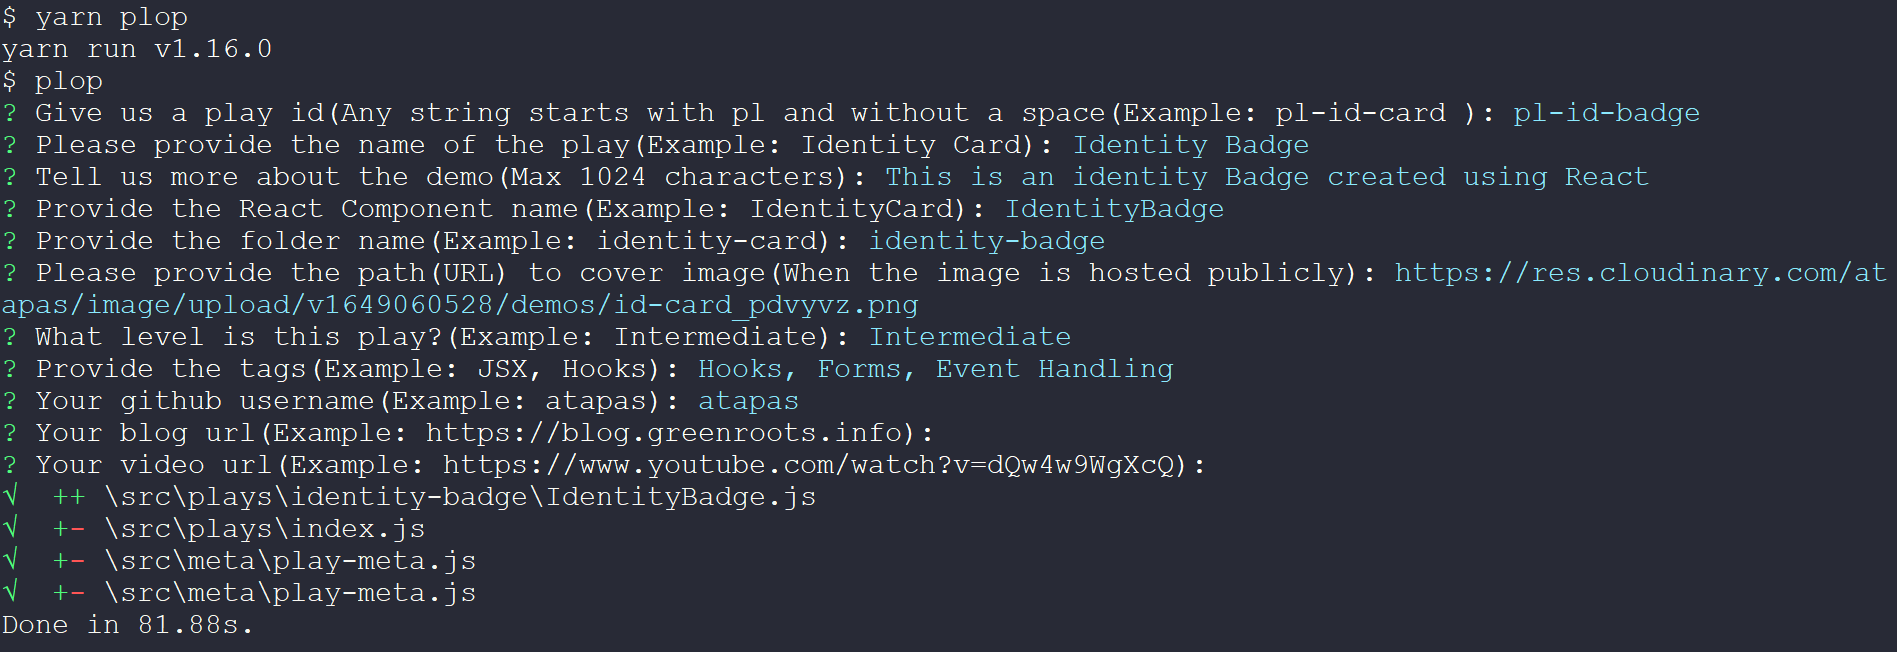 $ yarn plop
yarn run v1.16.0
$ plop
? Give us a play id(Any string starts with pl and without a space(Example: pl-id-card ): pl-id-badge
? Please provide the name of the play(Example: Identity Card): Identity Badge
? Tell us more about the demo(Max 1024 characters): This is an identity Badge created using React
? Provide the React Component name(Example: IdentityCard): IdentityBadge
? Provide the folder name(Example: identity-card): identity-badge
? Please provide the path(URL) to cover image(When the image is hosted publicly): https://res.cloudinary.com/at
apas/image/upload/v1649060528/demos/id-card_pdvyvz.png
? What level is this play?(Example: Intermediate): Intermediate
? Provide the tags(Example: JSX, Hooks): Hooks, Forms, Event Handling
? Your github username(Example: atapas): atapas
? Your blog url(Example: https://blog.greenroots.info):
? Your video url(Example: https://www.youtube.com/watch?v=dQw4w9WgXcQ):
√  ++ \src\plays\identity-badge\IdentityBadge.js
√  +- \src\plays\index.js
√  +- \src\meta\play-meta.js
√  +- \src\meta\play-meta.js
Done in 81.88s.